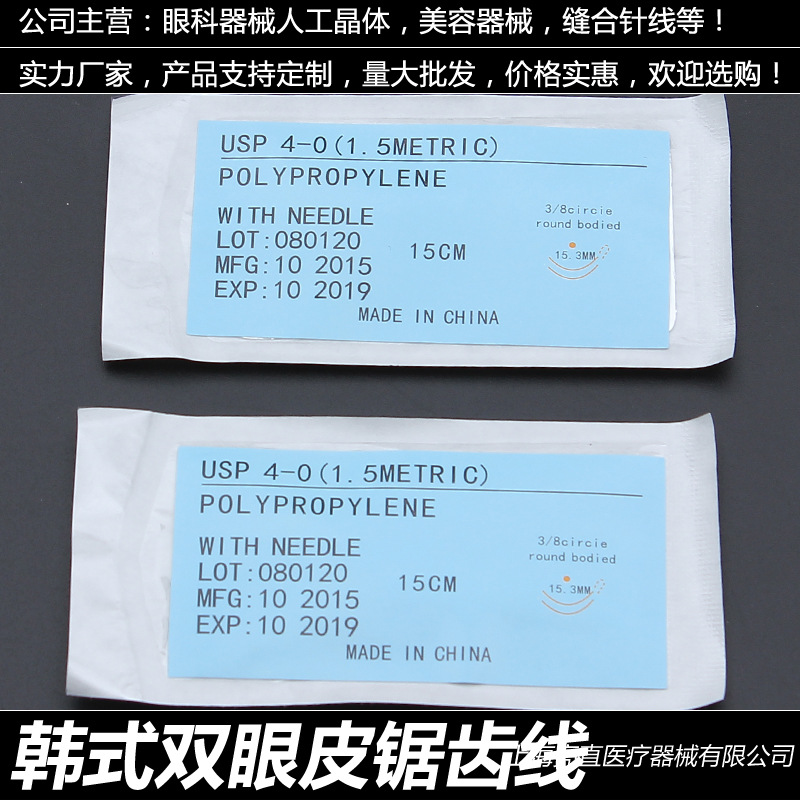 公司主营：眼科器械人工晶体，美容器械，缝合针线等！
实力厂家，产品支持定制，量大批发，价格实惠，欢迎选购！
USP 4-0(1.5METRIC)
POLYPROPYLENE
WITH NEEDLE
LOT:080120
MFG:10 2015
EXP:10 2019
15CM
3/8circie
round bodied
15.3MM
MADE IN CHINA
USP 4-0(1.5METRIC)
POLYPROPYLENE
WITH NEEDLE
LOT:080120
MFG:10 2015
EXP:10 2019
15CM
3/8circie
round bodied
15.3MM
MADE IN CHINA
韩式双眼皮锯齿线
直医疗器械有限公司